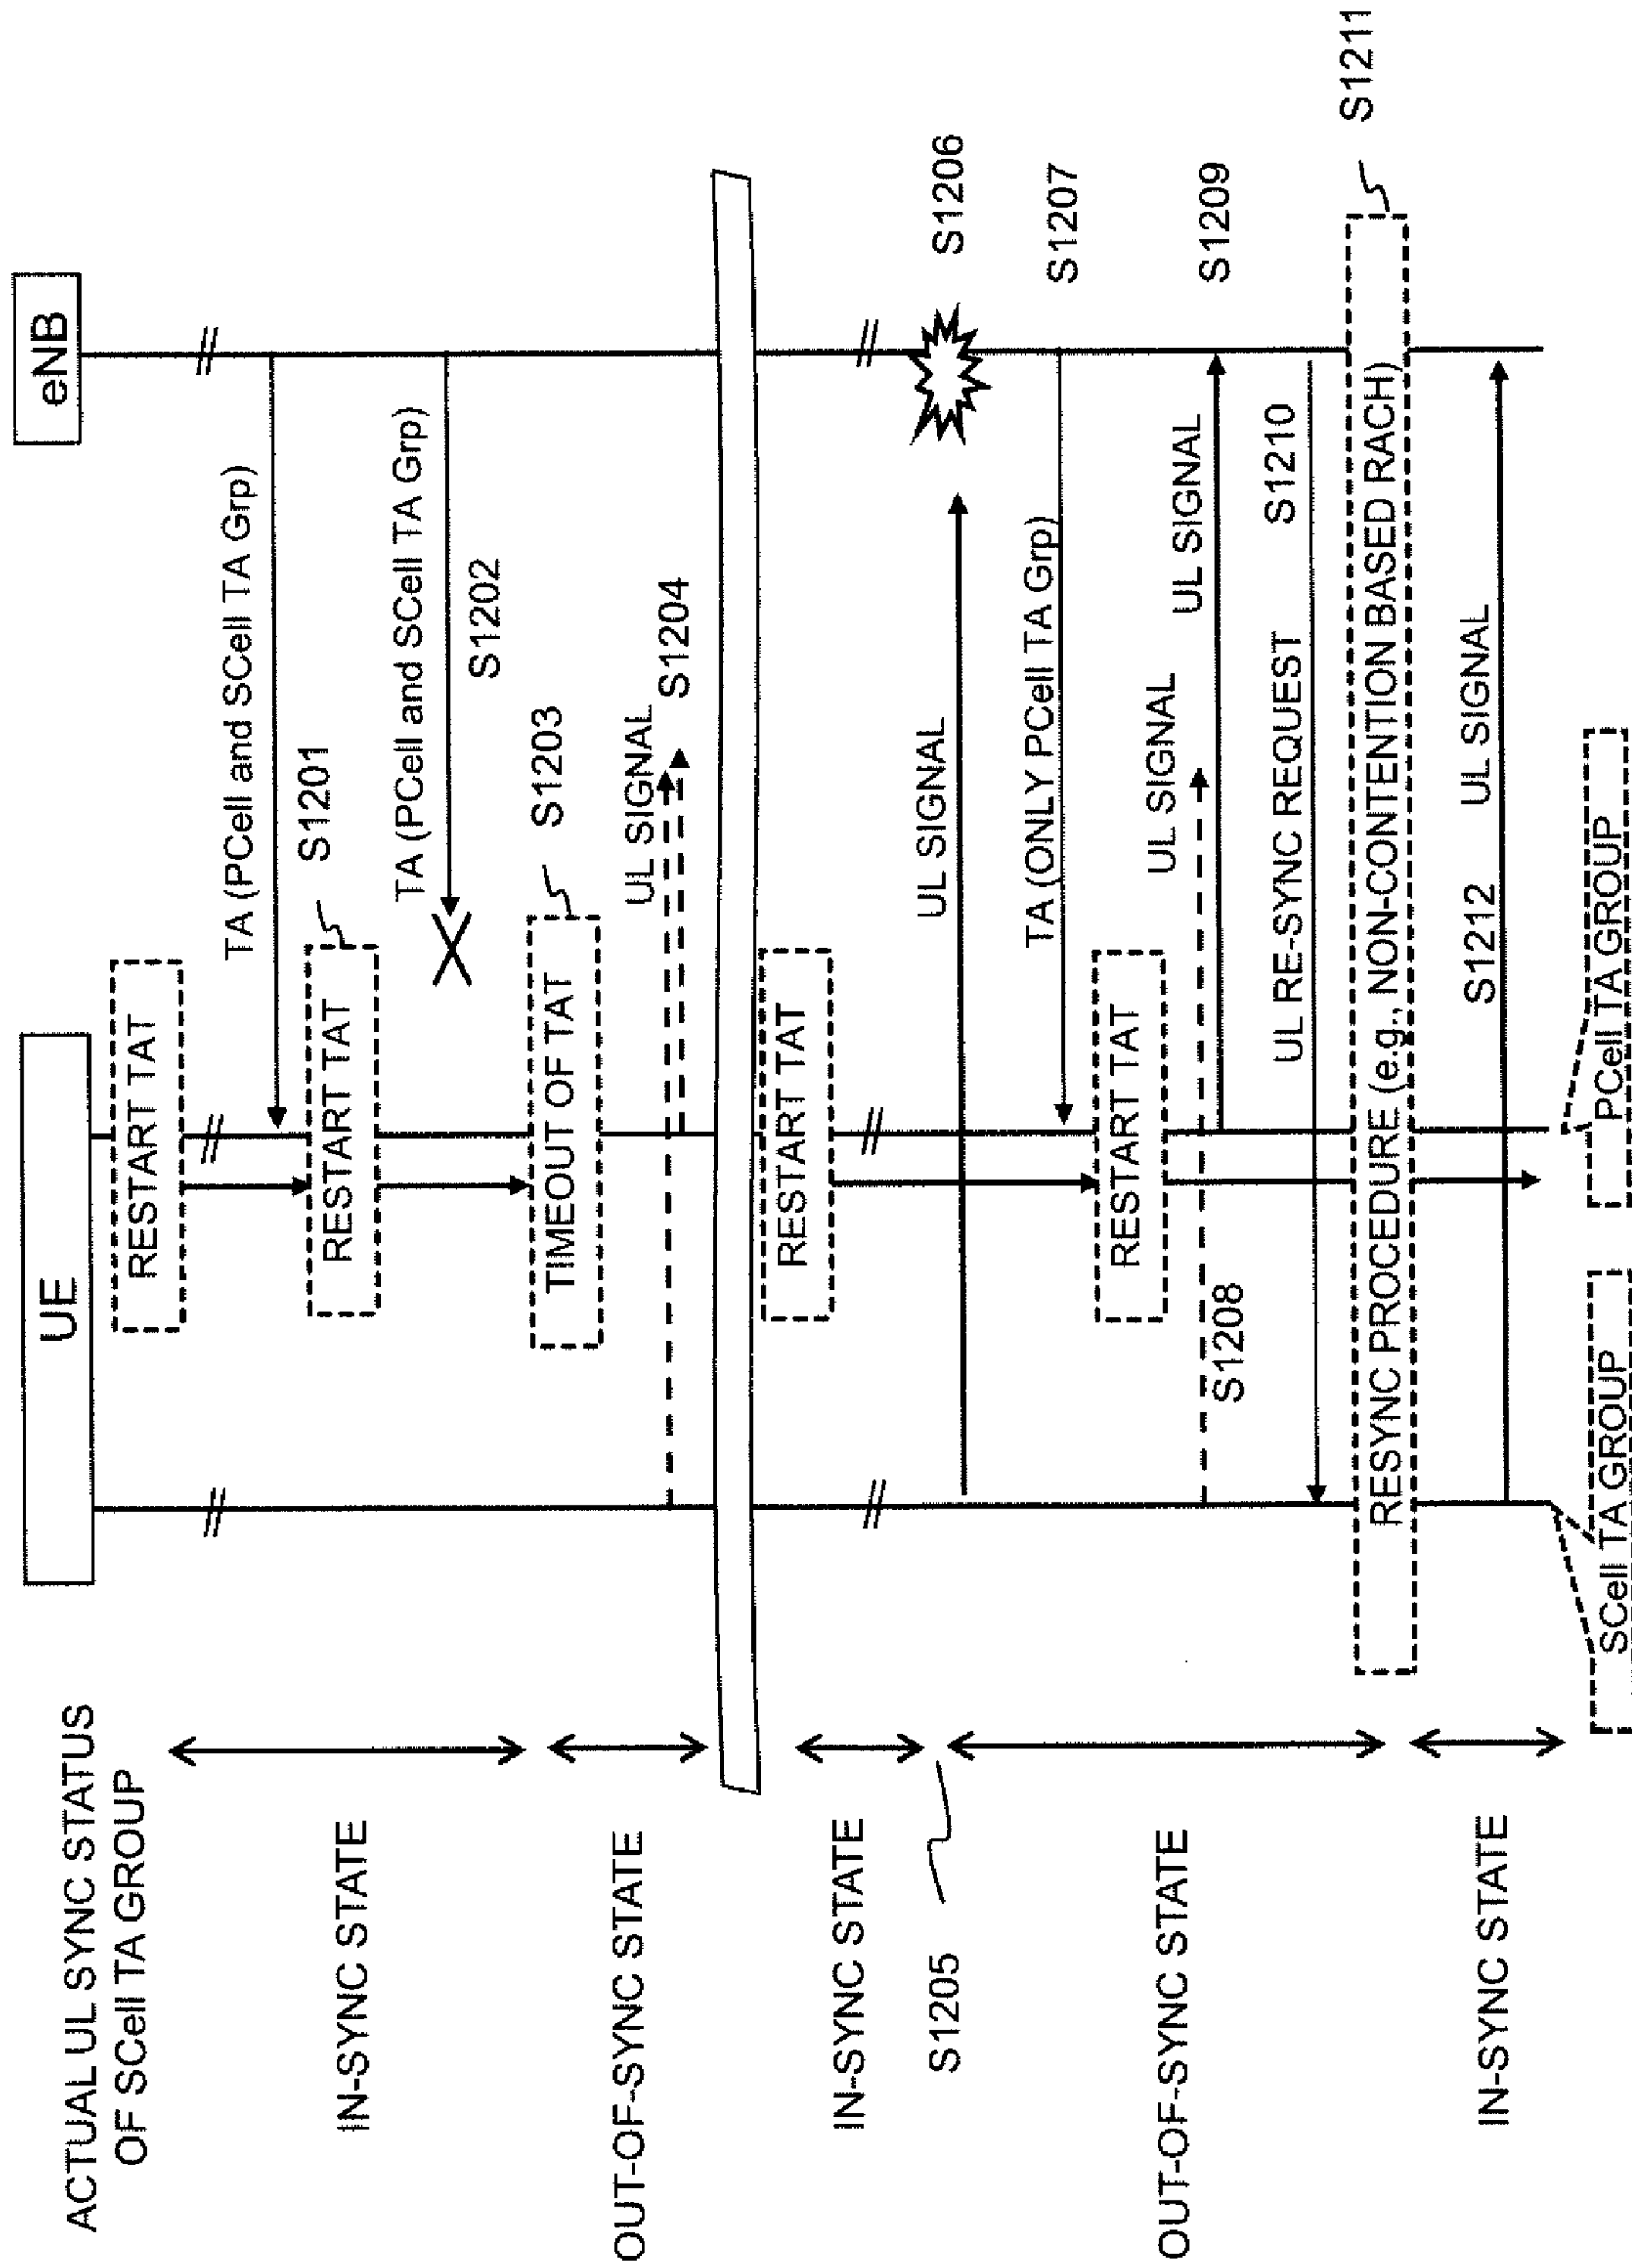 ACTUAL UL SYNC STATUS
OF SCell TA GROUP
UE
eNB
RESTART TAT
TA (PCell and SCell TA Grp)
IN-SYNC STATE
RESTART TAT
S1201
TA (PCell and SCell TA Grp)
S1202
TIMEOUT OF TAT
S1203
OUT-OF-SYNC STATE
UL SIGNAL
S1204
IN-SYNC STATE
RESTART TAT
S1205
UL SIGNAL
S1206
TA (ONLY PCell TA Grp)
S1207
RESTART TAT
OUT-OF-SYNC STATE
UL SIGNAL
S1208
UL SIGNAL
S1209
UL RE-SYNC REQUEST
S1210
RESYNC PROCEDURE (e.g., NON-CONTENTION BASED RACH)
S1211
IN-SYNC STATE
S1212
UL SIGNAL
SCell TA GROUP
PCell TA GROUP